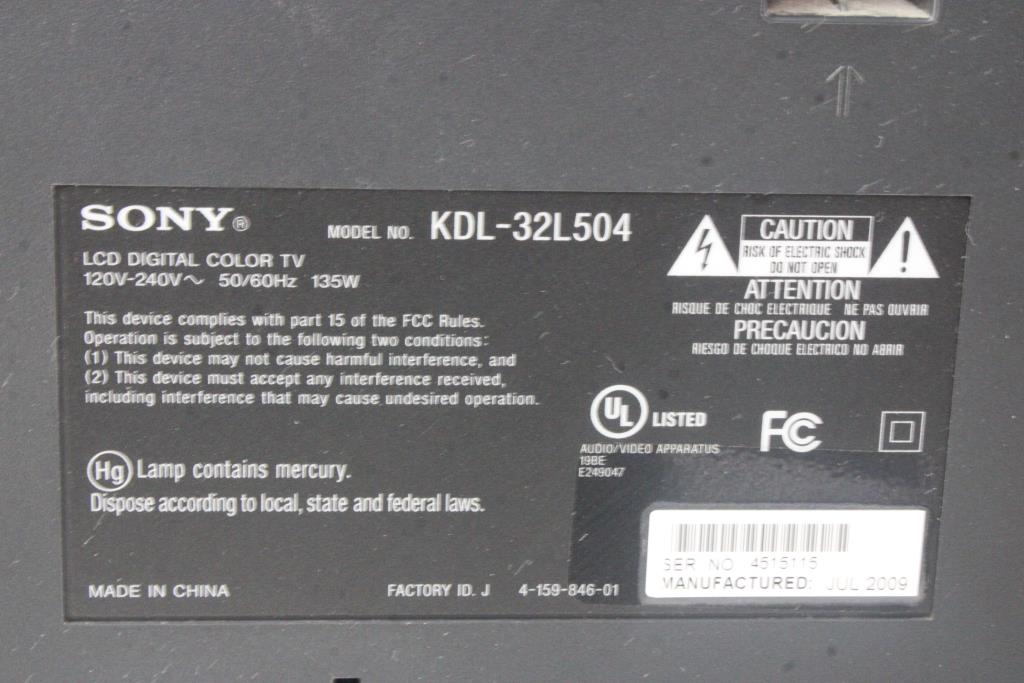 SONY®
MODEL NO. KDL-32L504
LCD DIGITAL COLOR TV
120V-240V~ 50/60Hz 135W
This device complies with part 15 of the FCC Rules.
Operation is subject to the following two conditions:
(1) This device may not cause harmful interference, and
(2) This device must accept any interference received,
including interference that may cause undesired operation.
Hg Lamp contains mercury.
Dispose according to local, state and federal laws.
MADE IN CHINA
FACTORY ID. J 4-159-846-01
CAUTION
RISK OF ELECTRIC SHOCK
DO NOT OPEN
ATTENTION
RISQUE DE CHOC ELECTRIQUE NE PAS OUVRIR
PRECAUCION
RIESGO DE CHOQUE ELECTRICO NO ABRIR
UL LISTED
AUDIO/VIDEO APPARATUS
19BE
E249047
FC
SER NO 4515115
MANUFACTURED: JUL 2009